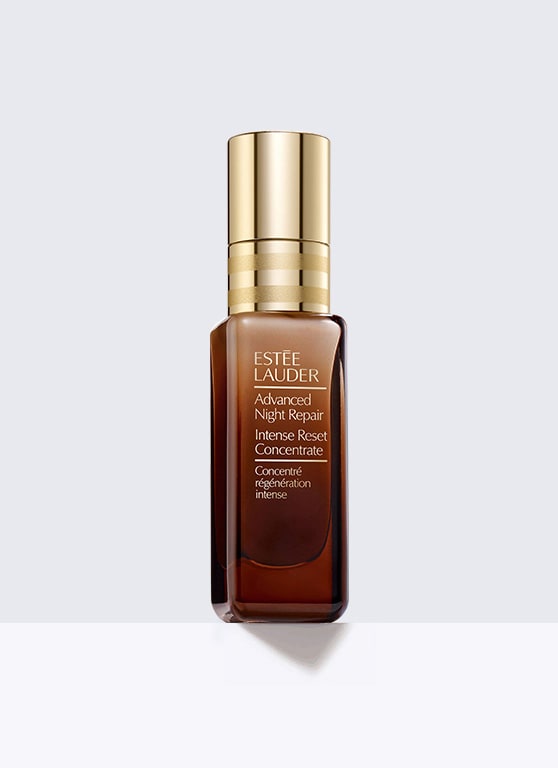 ESTĒE
LAUDER
Advanced
Night Repair
Intense Reset
Concentrate
Concentré
régénération
intense